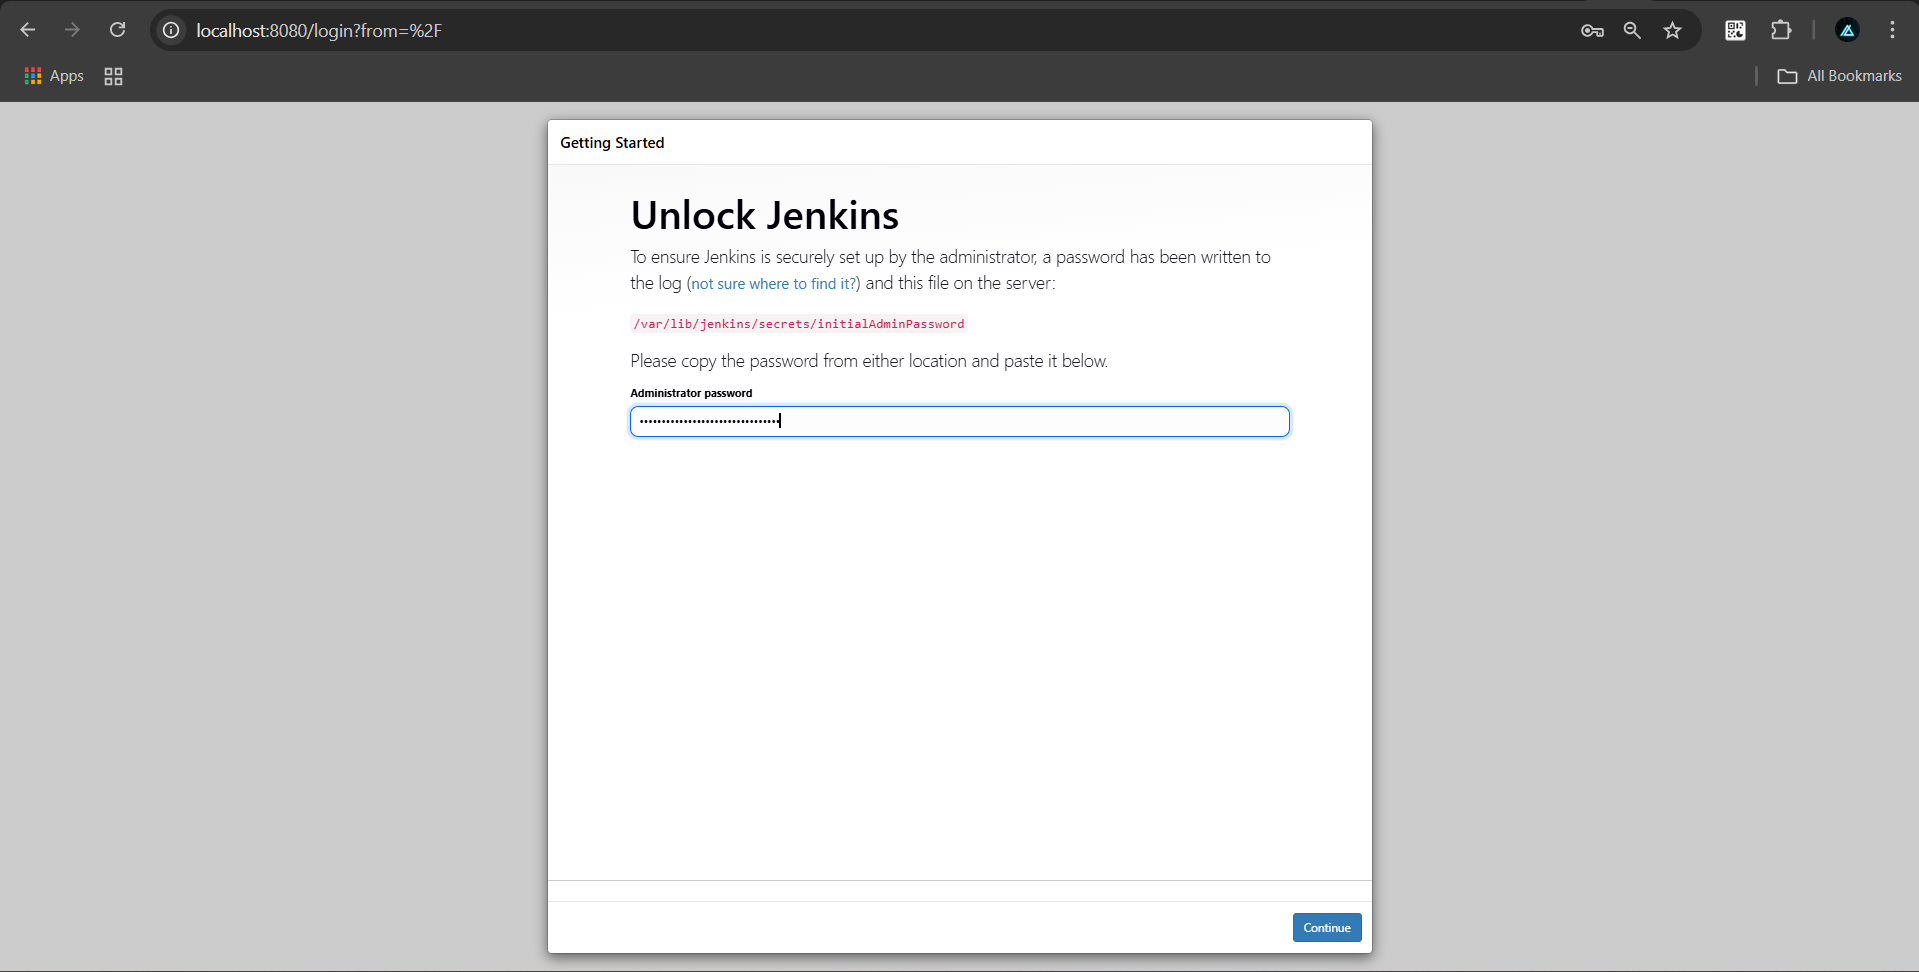 localhost:8080/login?from=%2F
Apps
All Bookmarks
Getting Started
Unlock Jenkins
To ensure Jenkins is securely set up by the administrator, a password has been written to
the log (not sure where to find it?) and this file on the server:
/var/lib/jenkins/secrets/initialAdminPassword
Please copy the password from either location and paste it below.
Administrator password
••••••••••••••••••••••••••••••••
Continue